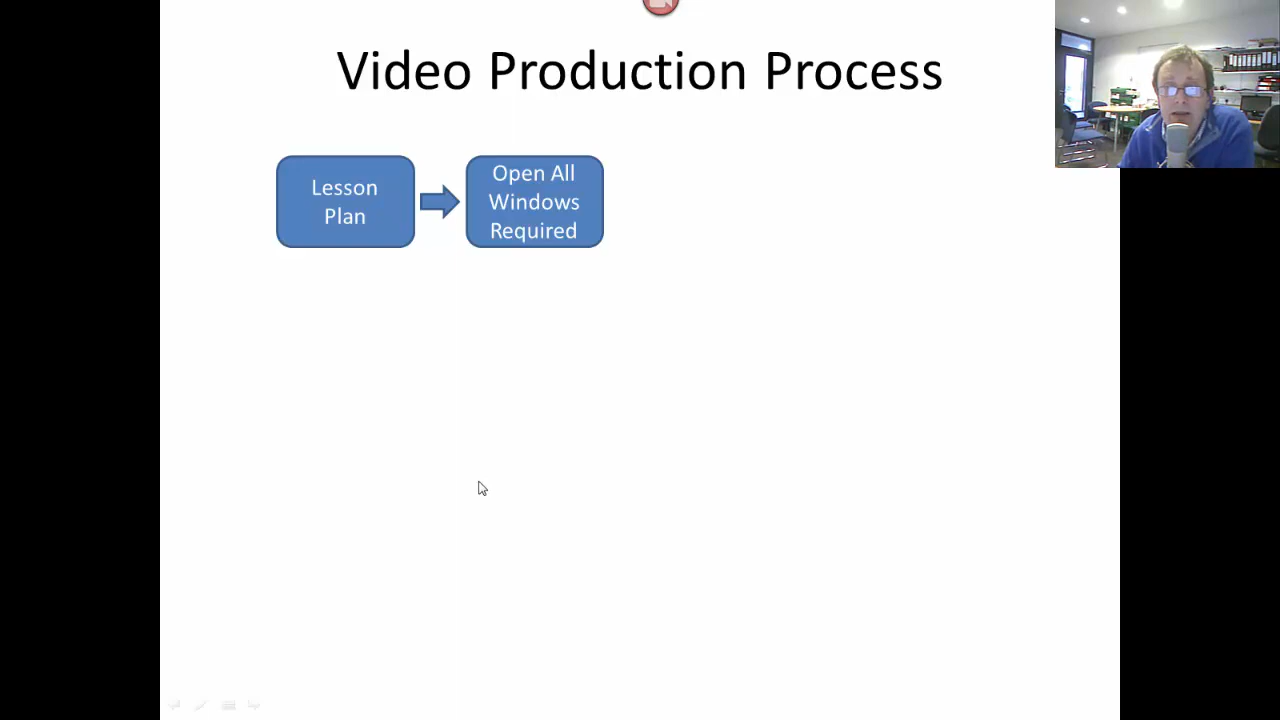 Video Production Process
Lesson
Plan
Open All
Windows
Required